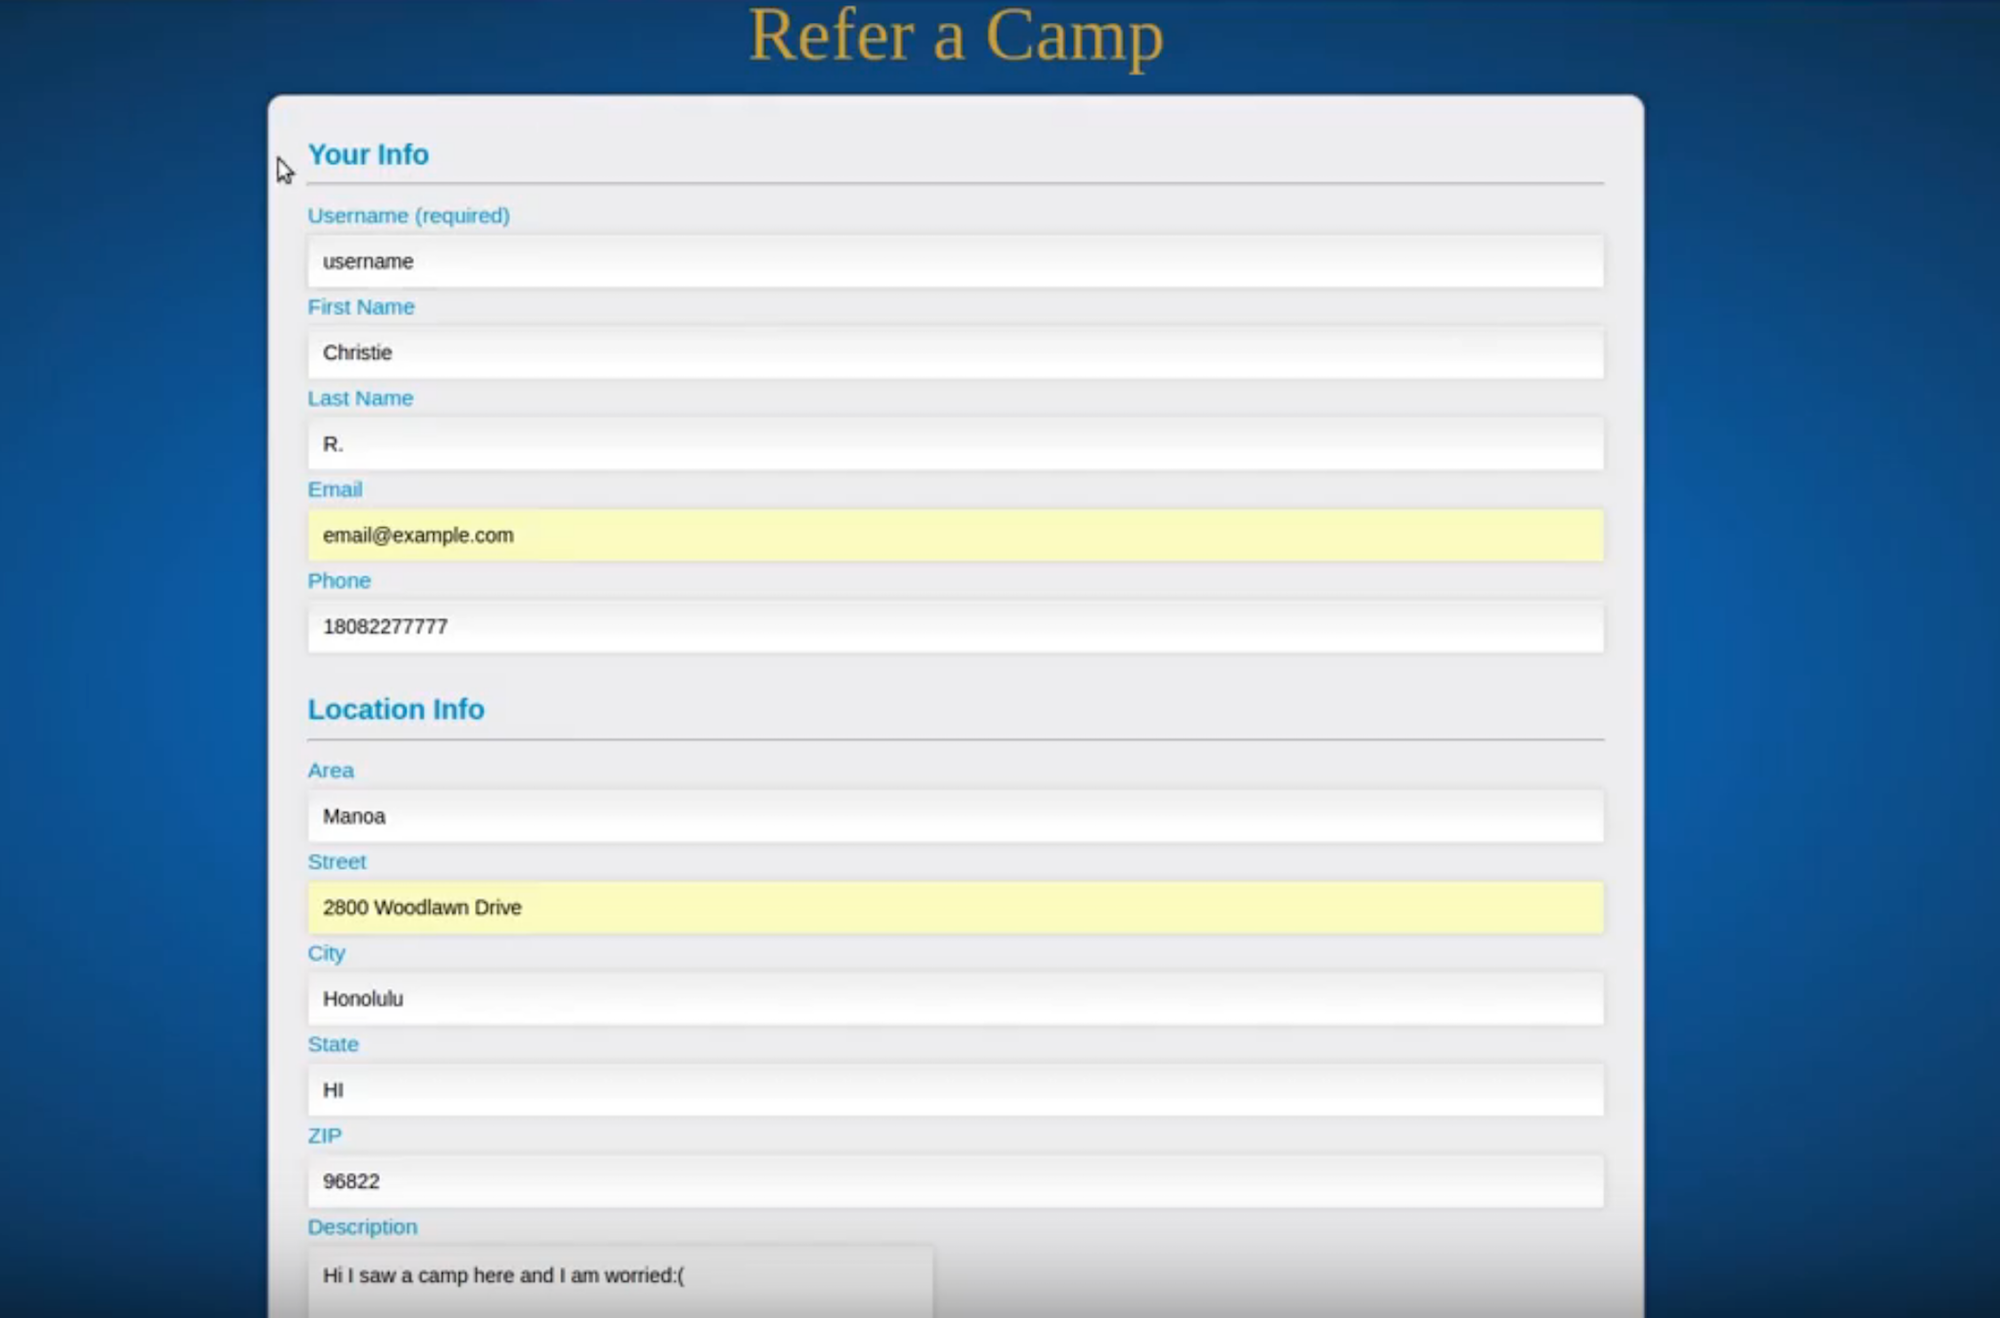 Refer a Camp
Your Info
Username (required)
username
First Name
Christie
Last Name
R.
Email
email@example.com
Phone
18082277777
Location Info
Area
Manoa
Street
2800 Woodlawn Drive
City
Honolulu
State
HI
ZIP
96822
Description
Hi I saw a camp here and I am worried:(